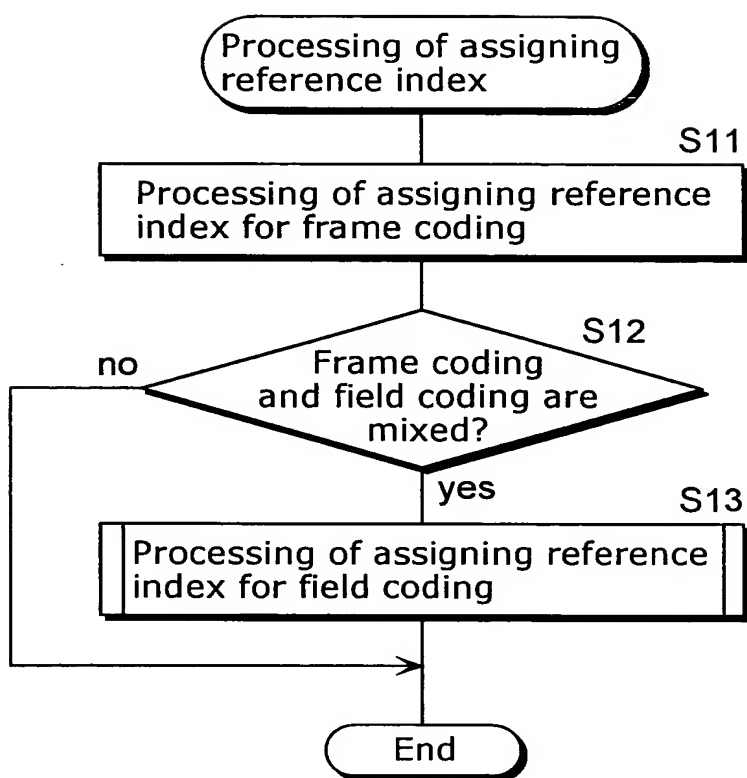 Processing of assigning
reference index
S11
Processing of assigning reference
index for frame coding
S12
no
Frame coding
and field coding are
mixed?
yes
S13
Processing of assigning reference
index for field coding
End